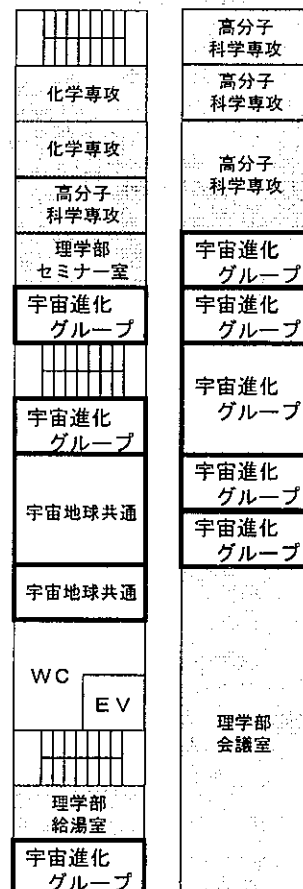 化学専攻
化学専攻
高分子
科学専攻
理学部
セミナー室
宇宙進化
グループ
宇宙進化
グループ
宇宙地球共通
宇宙地球共通
WC
EV
理学部
給湯室
宇宙進化
グループ
高分子
科学専攻
高分子
科学専攻
高分子
科学専攻
宇宙進化
グループ
宇宙進化
グループ
宇宙進化
グループ
宇宙進化
グループ
宇宙進化
グループ
理学部
会議室